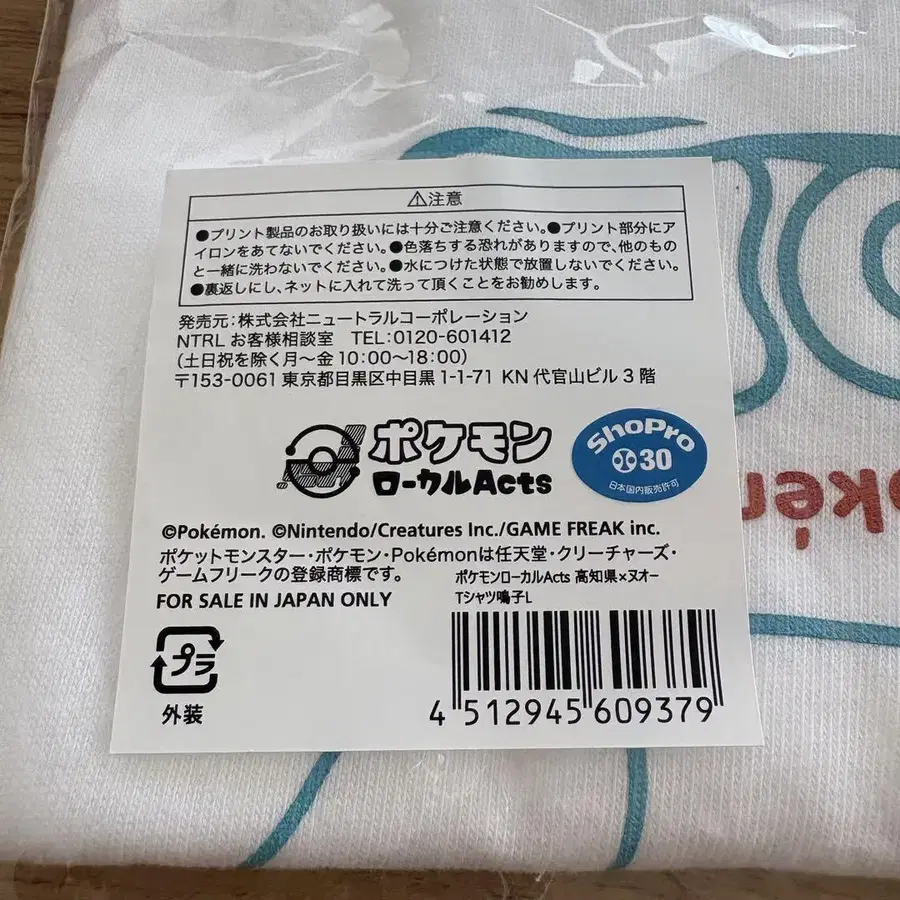 ⚠注意
●プリント製品のお取り扱いには十分ご注意ください。●プリント部分にア
イロンをあてないでください。●色落ちする恐れがありますので、他のもの
と一緒に洗わないでください。●水につけた状態で放置しないでください。
●裏返しにし、ネットに入れて洗って頂くことをお勧めします。
発売元:株式会社ニュートラルコーポレーション
NTRL お客様相談室 TEL:0120-601412
(土日祝を除く月〜金 10:00〜18:00)
〒153-0061 東京都目黒区中目黒 1-1-71 KN 代官山ビル 3 階
ポケモン
ローカルActs
ShoPro
30
日本国内販売許可
©Pokémon. ©Nintendo/Creatures Inc./GAME FREAK inc.
ポケットモンスター・ポケモン・Pokémonは任天堂・クリーチャーズ・
ゲームフリークの登録商標です。
FOR SALE IN JAPAN ONLY
ポケモンローカルActs 高知県×ヌオー
Tシャツ鳴子L
プラ
外装
4 512945 609379
okém